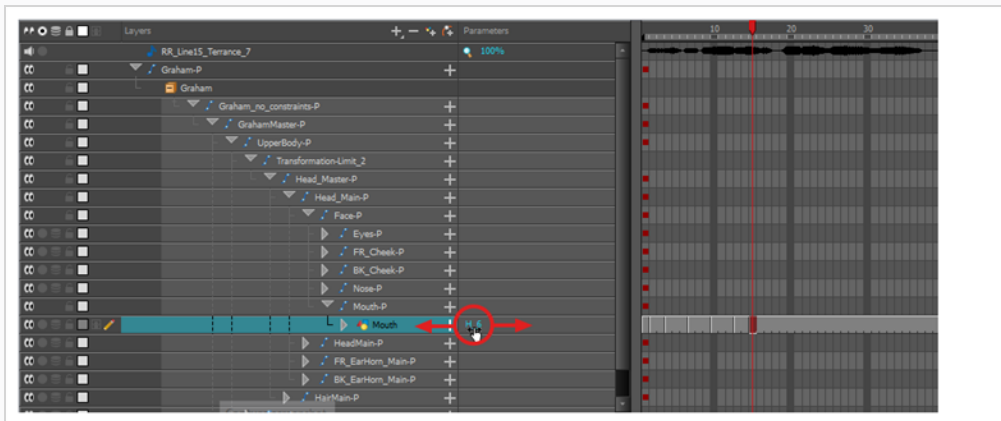 Layers Parameters 10 20 30
RR_Line15_Terrance_7 100%
Graham-P
Graham
Graham_no_constraints-P
GrahamMaster-P
UpperBody-P
Transformation-Limit_2
Head_Master-P
Head_Main-P
Face-P
Eyes-P
FR_Cheek-P
BK_Cheek-P
Nose-P
Mouth-P
Mouth H_6
HeadMain-P
FR_EarHorn_Main-P
BK_EarHorn_Main-P
HairMain-P